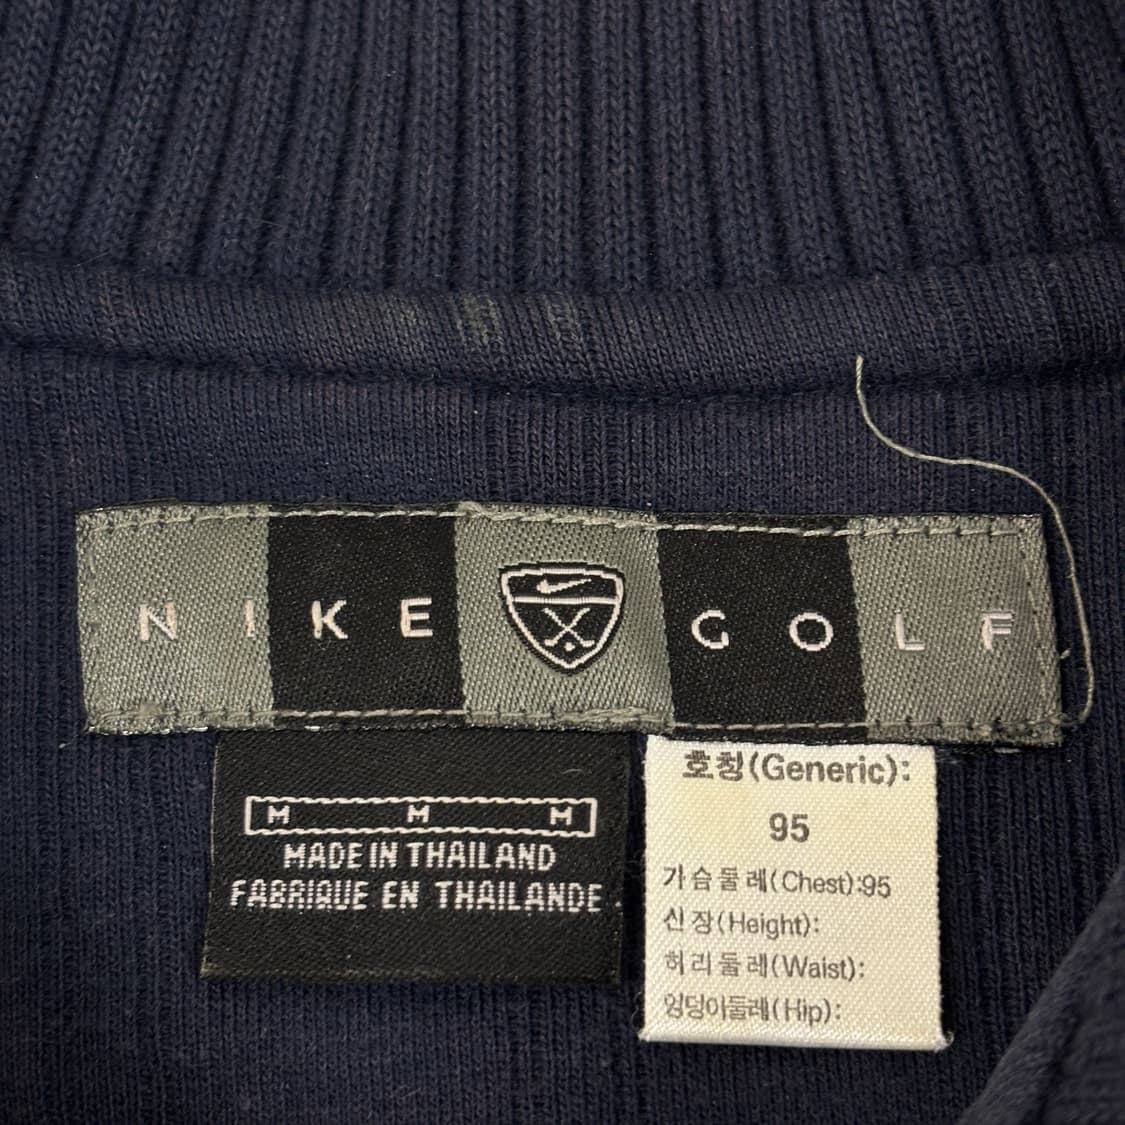 NIKE GOLF
M M M
MADE IN THAILAND
FABRIQUE EN THAILANDE
호칭(Generic):
95
가슴둘레(Chest):95
신장(Height):
허리둘레(Waist):
엉덩이둘레(Hip):